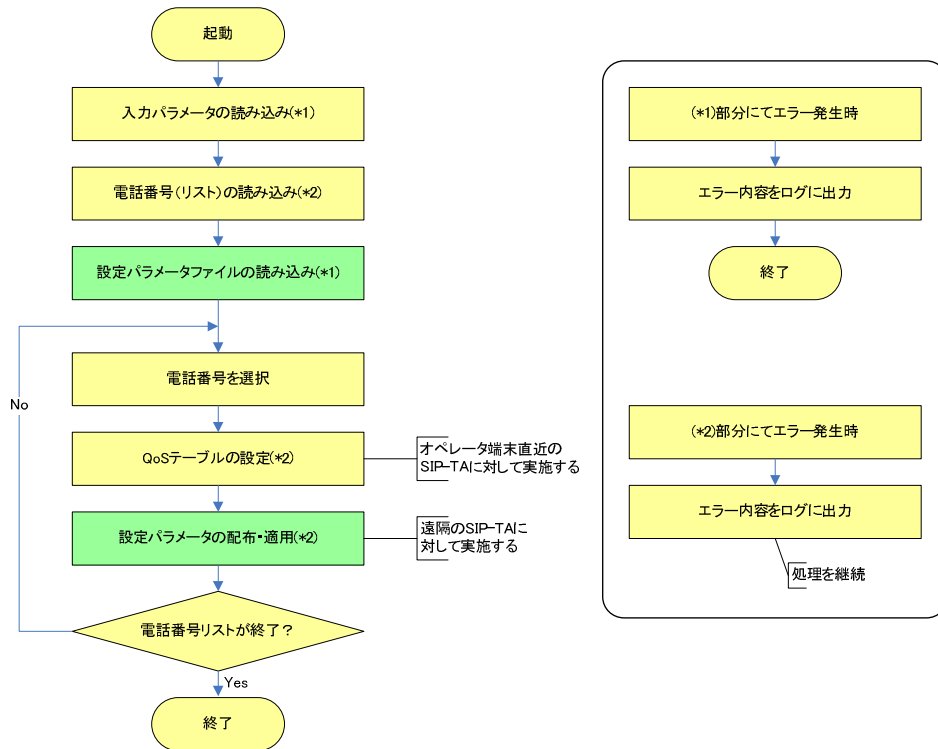 起動
入力パラメータの読み込み(*1)
電話番号(リスト)の読み込み(*2)
設定パラメータファイルの読み込み(*1)
電話番号を選択
No
QoSテーブルの設定(*2)
オペレータ端末直近の
SIP-TAに対して実施する
設定パラメータの配布・適用(*2)
遠隔のSIP-TAに
対して実施する
電話番号リストが終了?
Yes
終了
(*1)部分にてエラー発生時
エラー内容をログに出力
終了
(*2)部分にてエラー発生時
エラー内容をログに出力
処理を継続